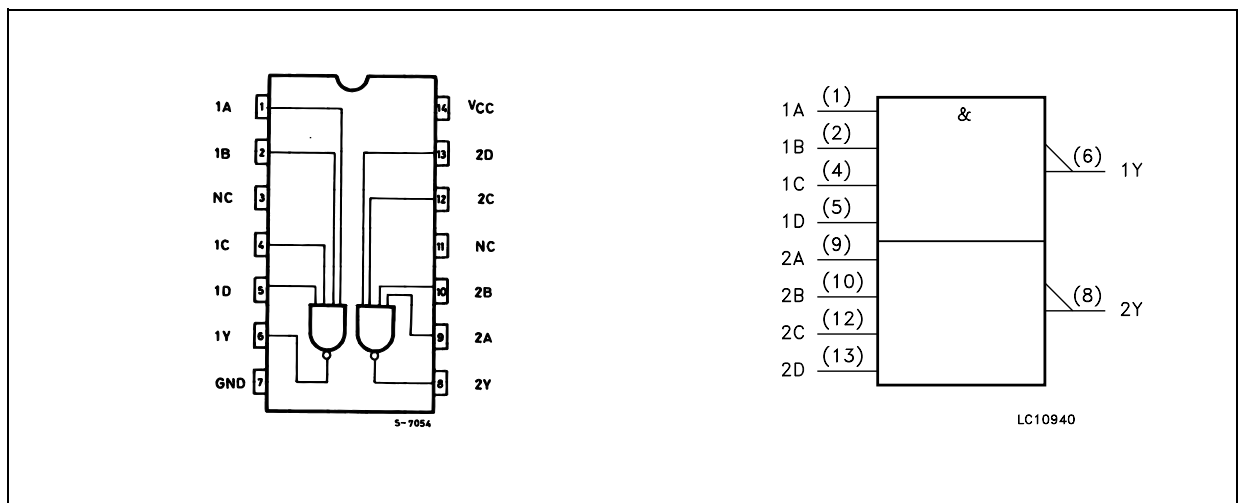 1A 1 14 VCC
1B 2 13 2D
NC 3 12 2C
1C 4 11 NC
1D 5 10 2B
1Y 6 9 2A
GND 7 8 2Y
S-7054
&
1A (1)
1B (2)
1C (4)
1D (5)
2A (9)
2B (10)
2C (12)
2D (13)
(6) 1Y
(8) 2Y
LC10940